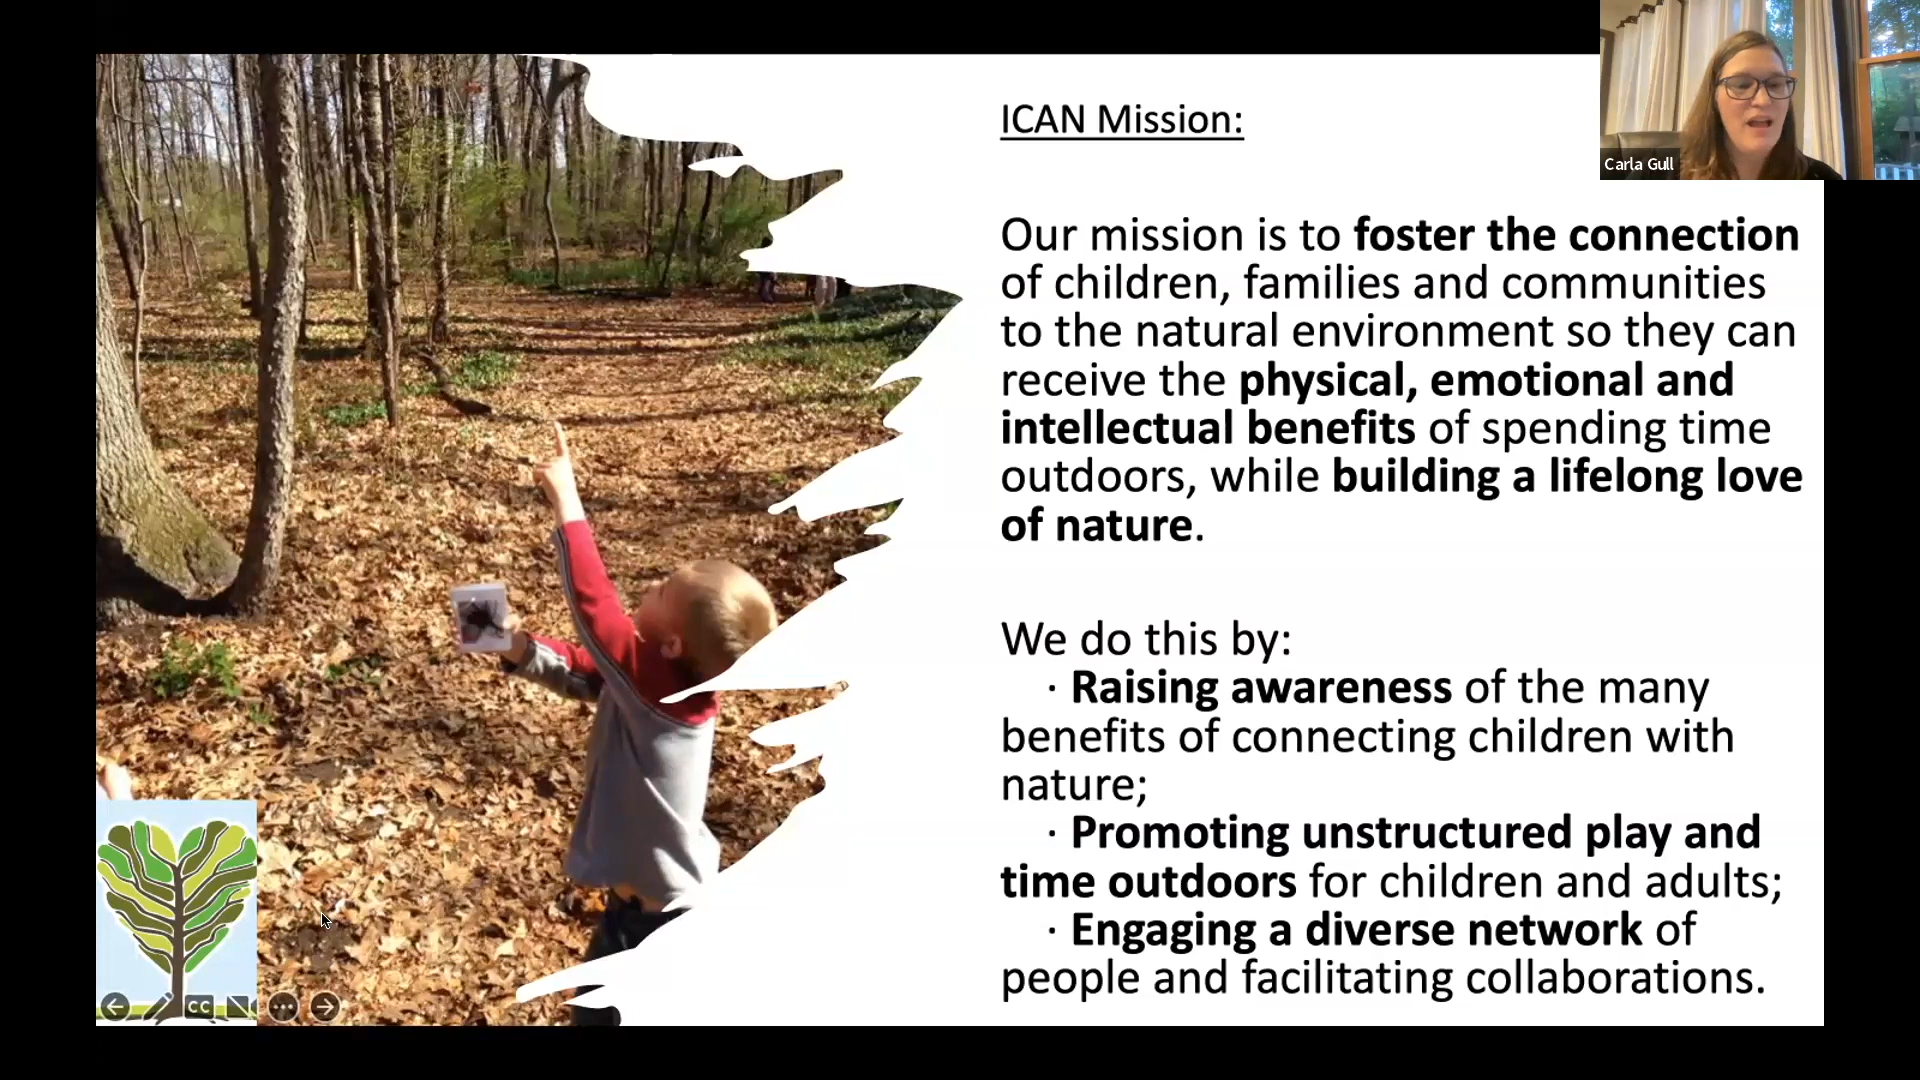 ICAN Mission:
Carla Gull
Our mission is to foster the connection
of children, families and communities
to the natural environment so they can
receive the physical, emotional and
intellectual benefits of spending time
outdoors, while building a lifelong love
of nature.
We do this by:
· Raising awareness of the many
benefits of connecting children with
nature;
· Promoting unstructured play and
time outdoors for children and adults;
· Engaging a diverse network of
people and facilitating collaborations.
CC